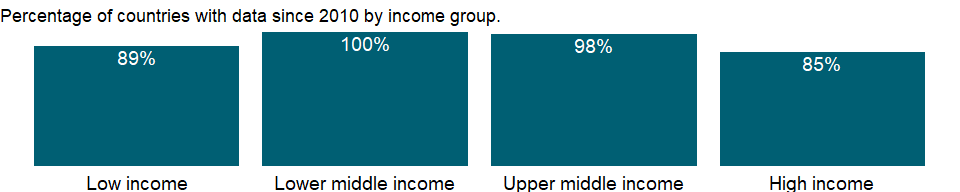 Percentage of countries with data since 2010 by income group.
89%
100%
98%
85%
Low income
Lower middle income
Upper middle income
High income